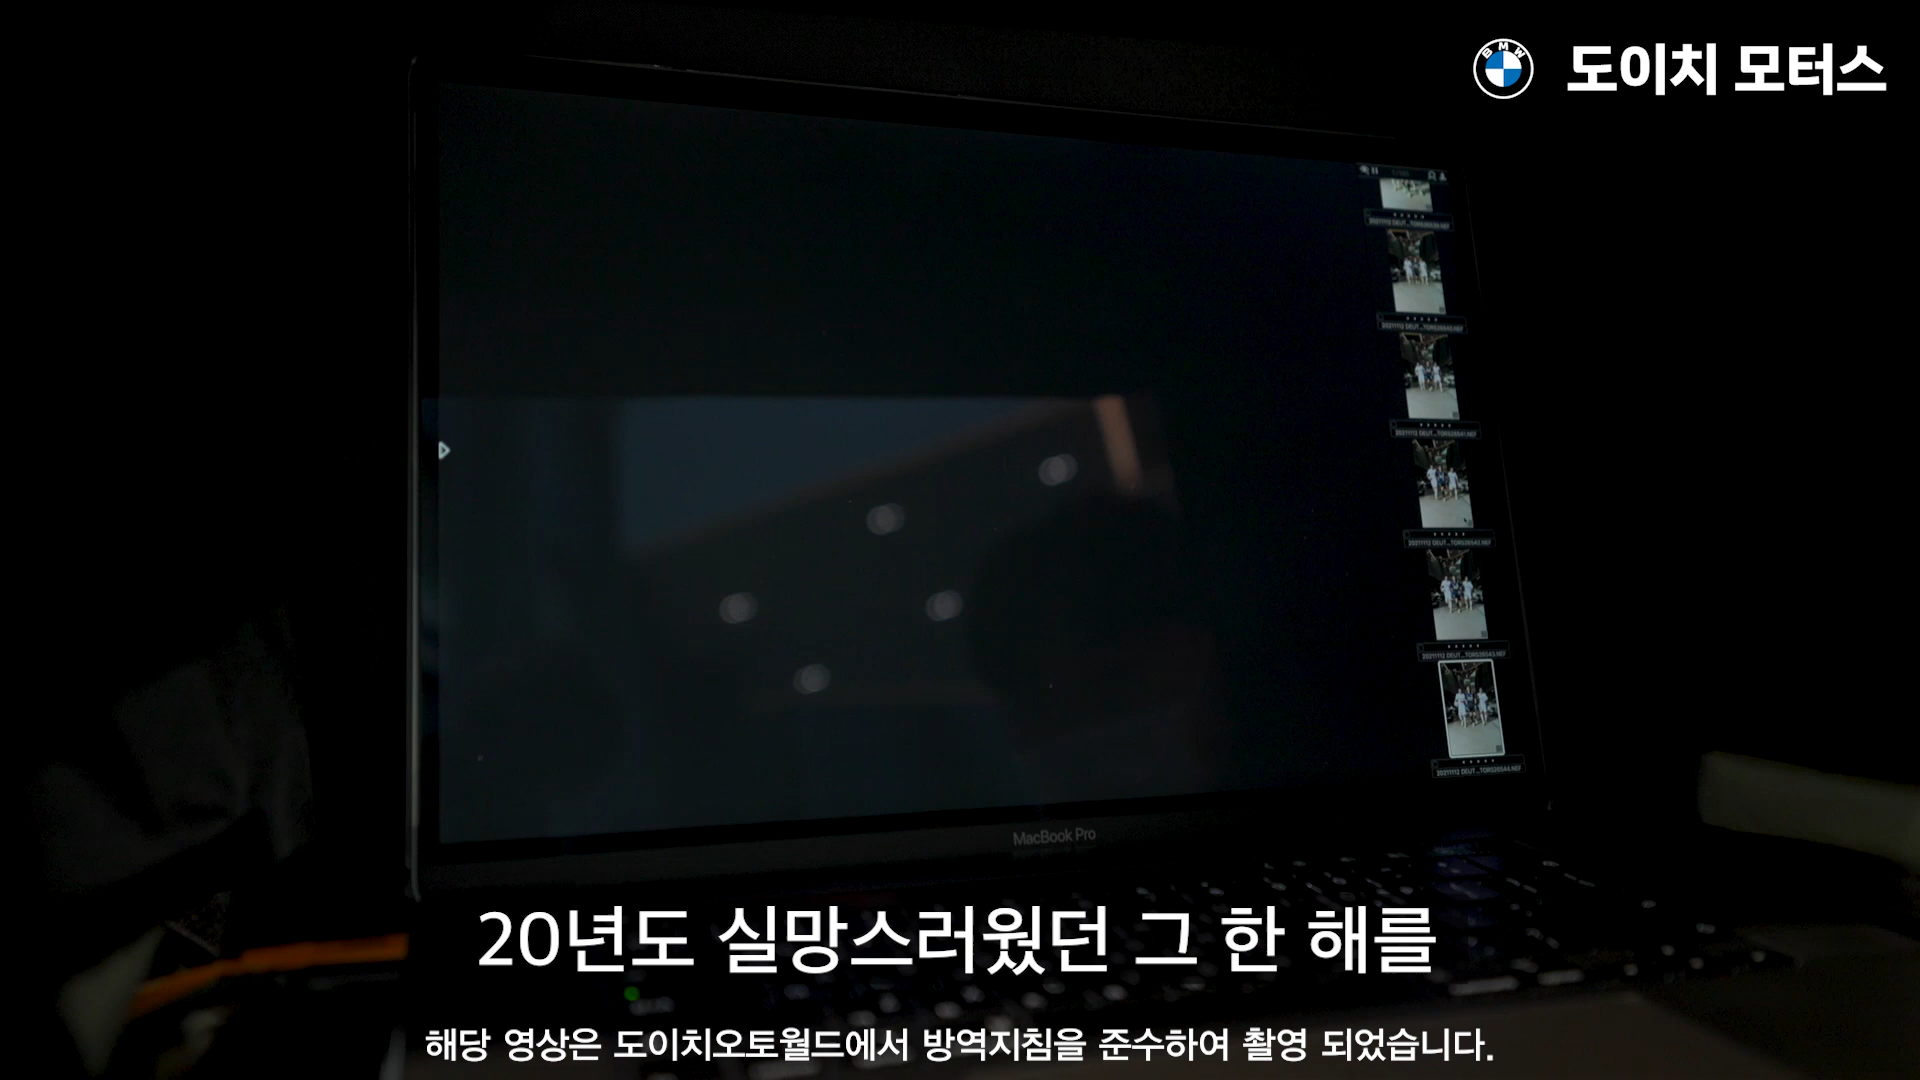 BMW 도이치 모터스
MacBook Pro
20년도 실망스러웠던 그 한 해를
해당 영상은 도이치오토월드에서 방역지침을 준수하여 촬영 되었습니다.